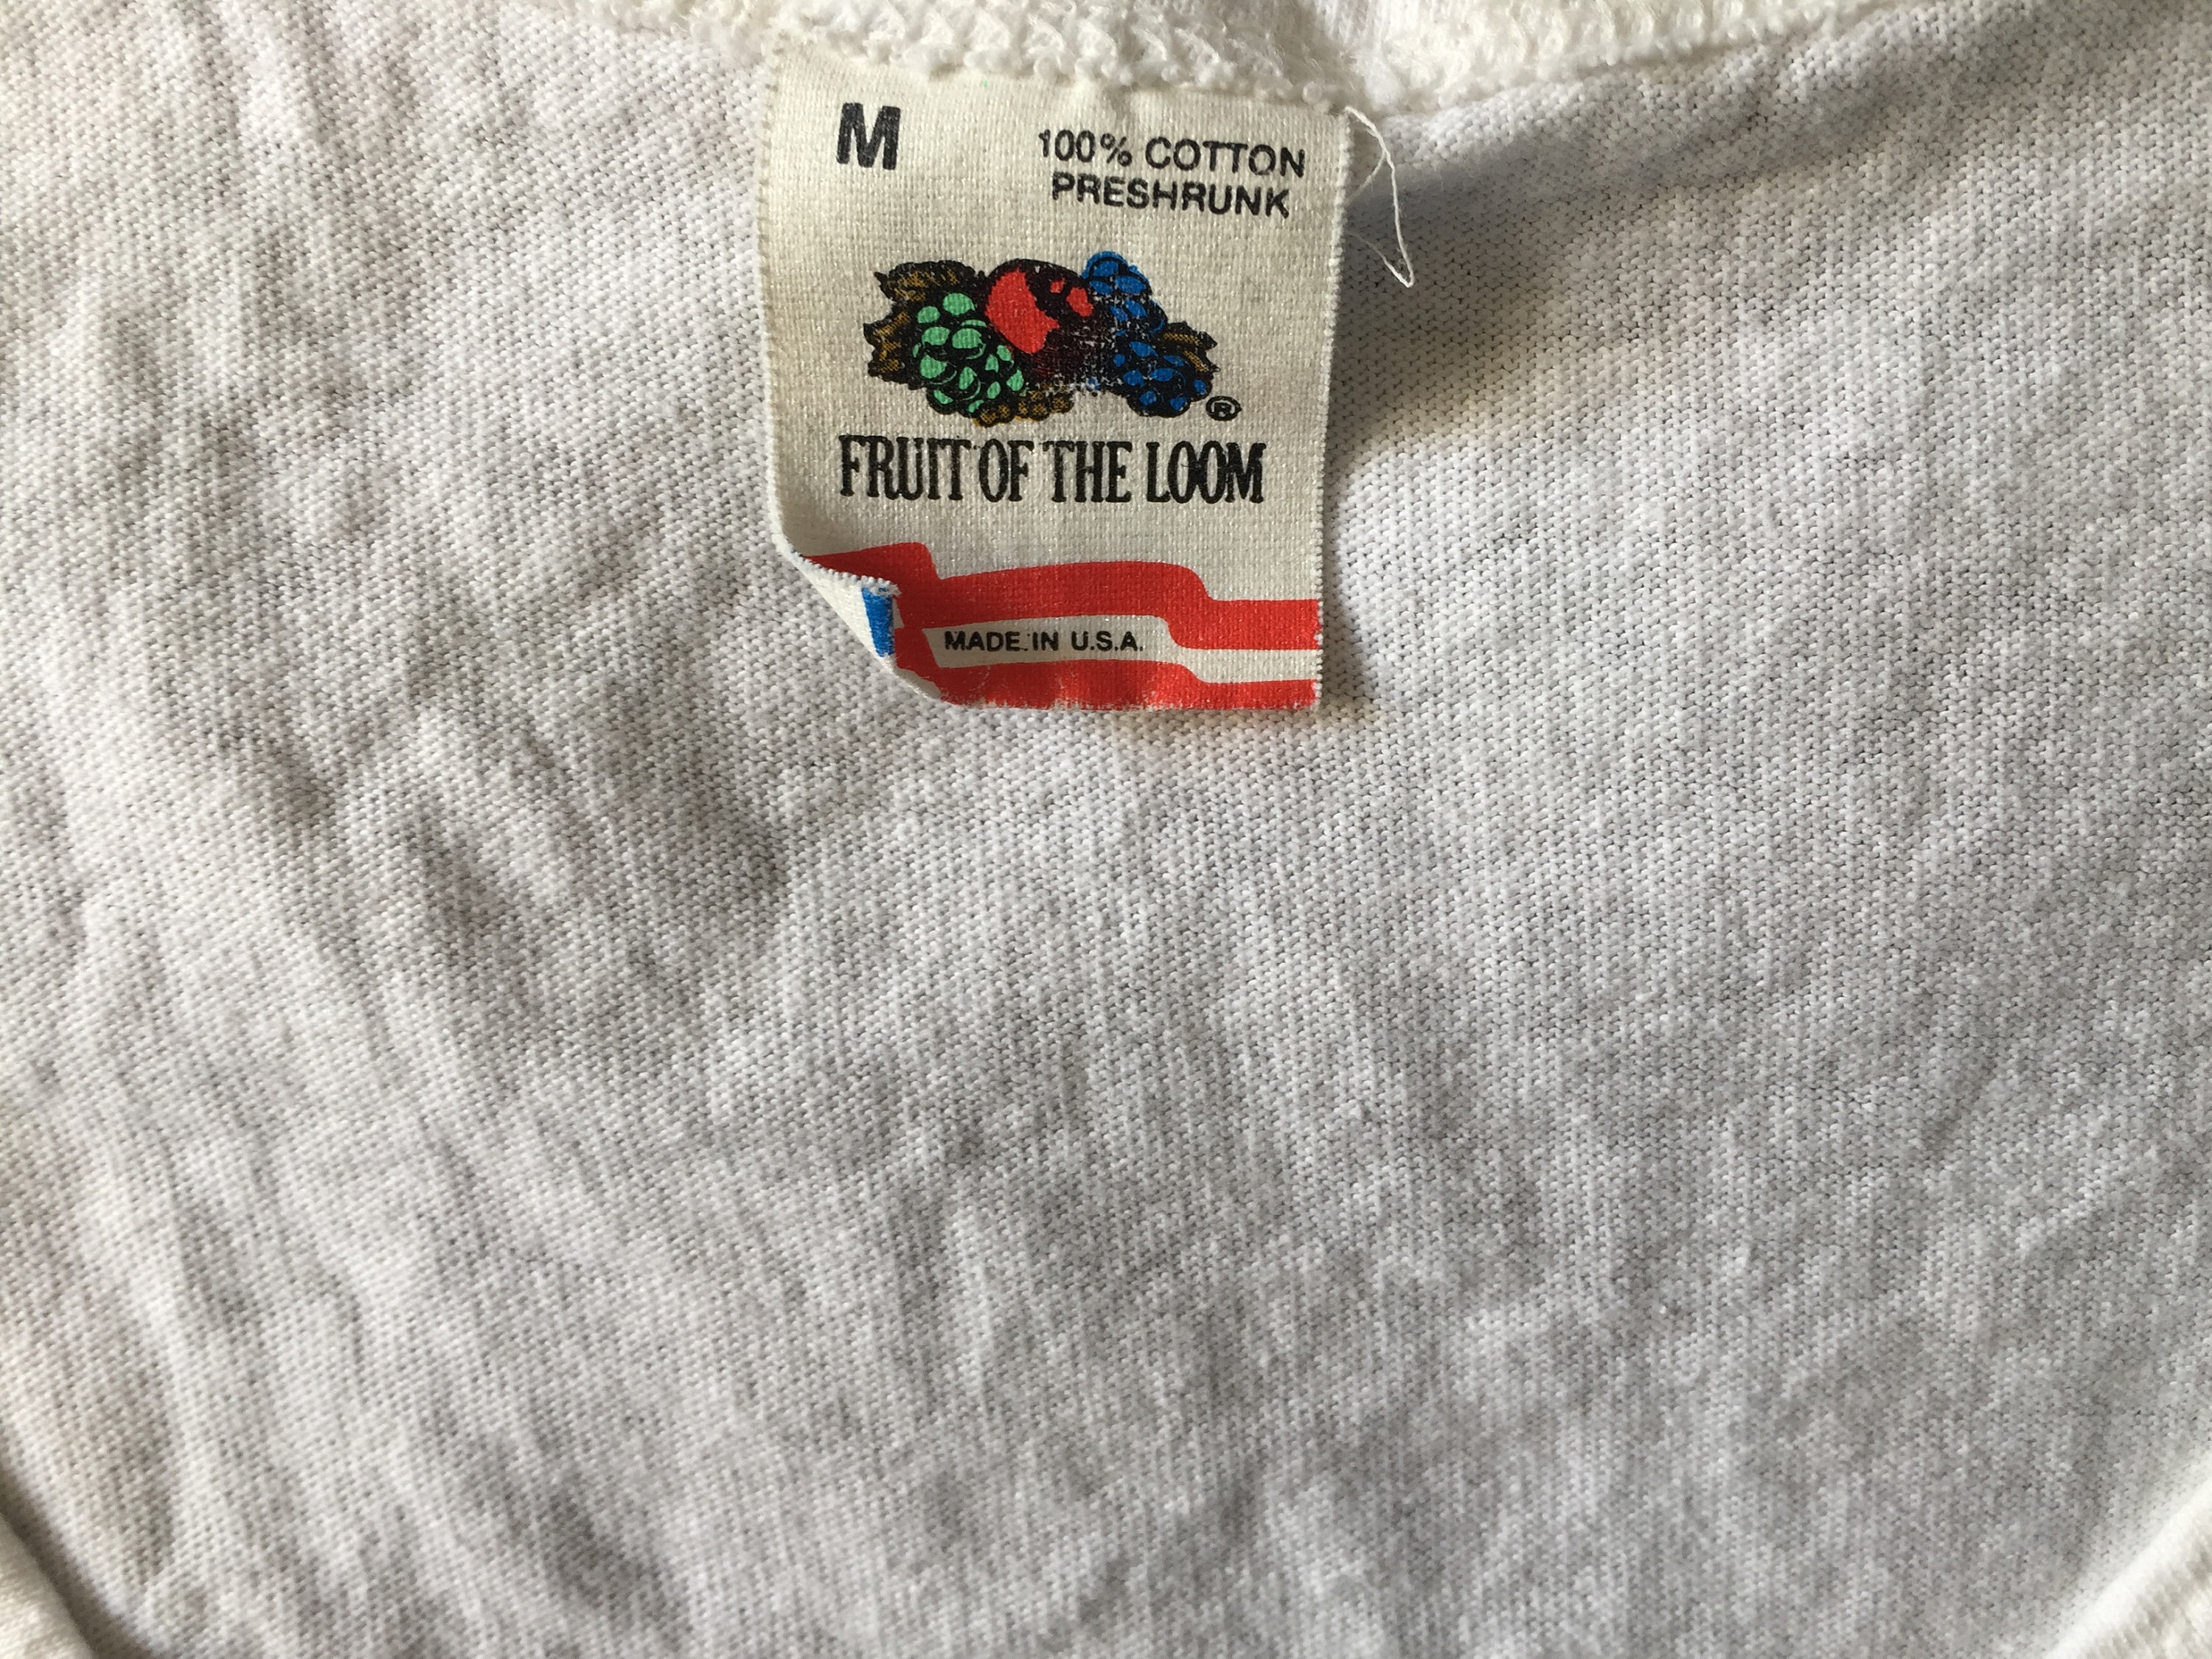 M
100% COTTON
PRESHRUNK
®
FRUIT OF THE LOOM
MADE IN U.S.A.